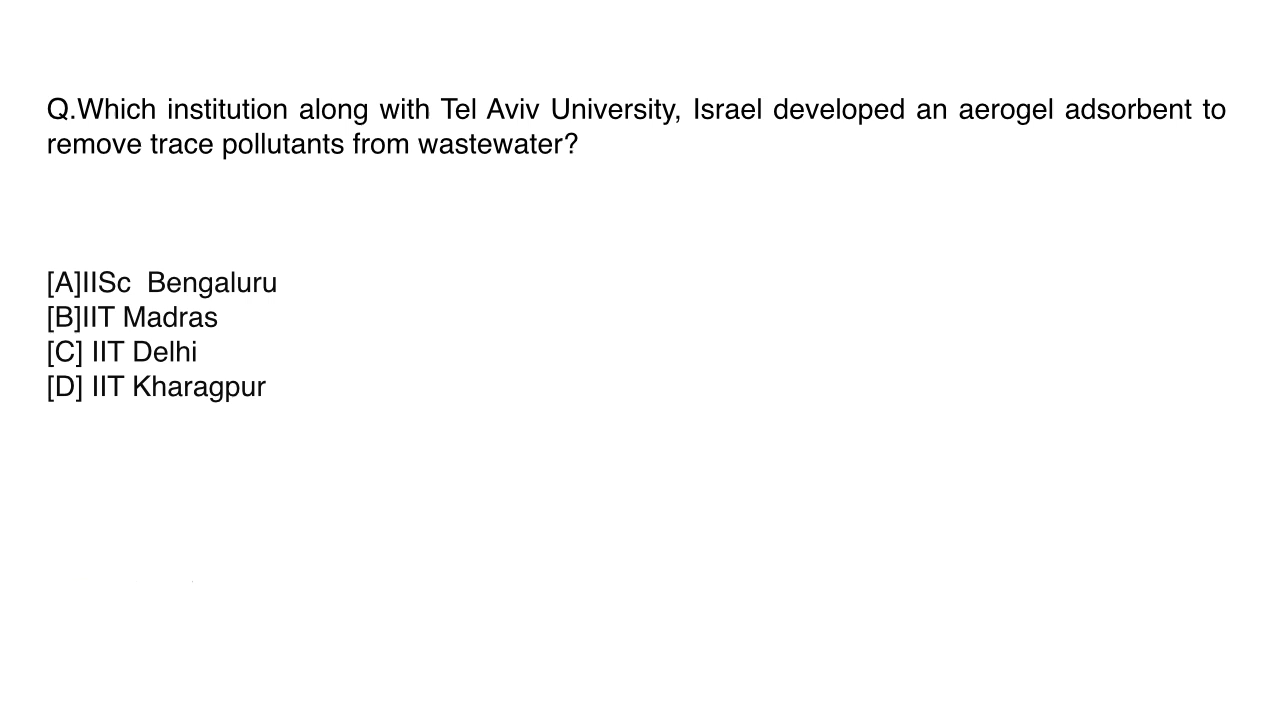 Q.Which institution along with Tel Aviv University, Israel developed an aerogel adsorbent to
remove trace pollutants from wastewater?
[A]IISc  Bengaluru
[B]IIT Madras
[C] IIT Delhi
[D] IIT Kharagpur